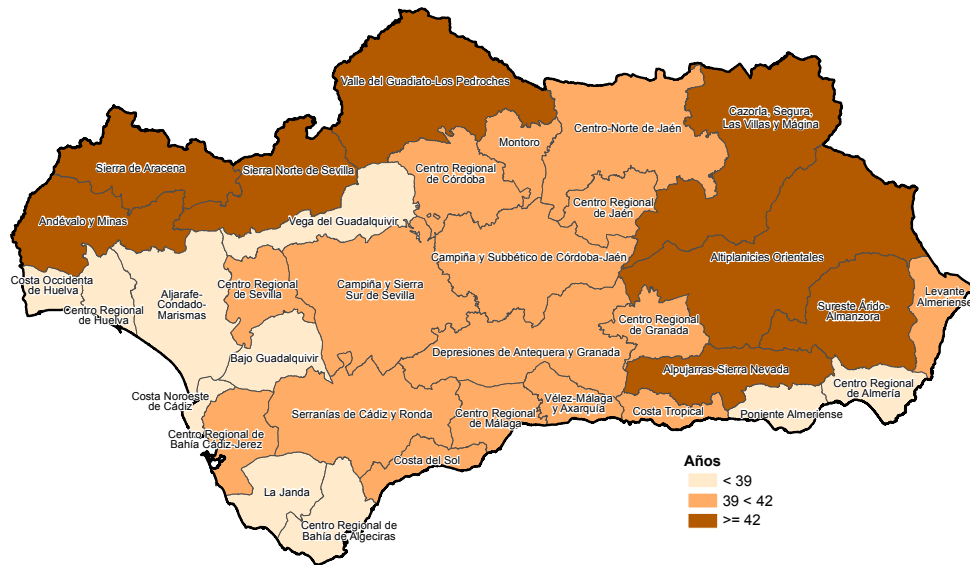 Valle del Guadiato-Los Pedroches
Cazorla, Segura,
Las Villas y Mágina
Centro-Norte de Jaén
Montoro
Sierra de Aracena
Sierra Norte de Sevilla
Centro Regional
de Córdoba
Centro Regional
de Jaén
Andévalo y Minas
Vega del Guadalquivir
Campiña y Subbético de Córdoba-Jaén
Altiplanicies Orientales
Costa Occidenta
de Huelva
Centro Regional
de Huelva
Aljarafe-
Condado-
Marismas
Centro Regional
de Sevilla
Campiña y Sierra
Sur de Sevilla
Sureste Árido-
Almanzora
Levante
Almeriense
Centro Regional
de Granada
Bajo Guadalquivir
Depresiones de Antequera y Granada
Alpujarras-Sierra Nevada
Centro Regional
de Almería
Costa Noroeste
de Cádiz
Serranías de Cádiz y Ronda
Centro Regional
de Málaga
Vélez-Málaga
y Axarquía
Costa Tropical
Poniente Almeriense
Centro Regional de
Bahía Cádiz-Jerez
Costa del Sol
La Janda
Centro Regional de
Bahía de Algeciras
Años
< 39
39 < 42
>= 42